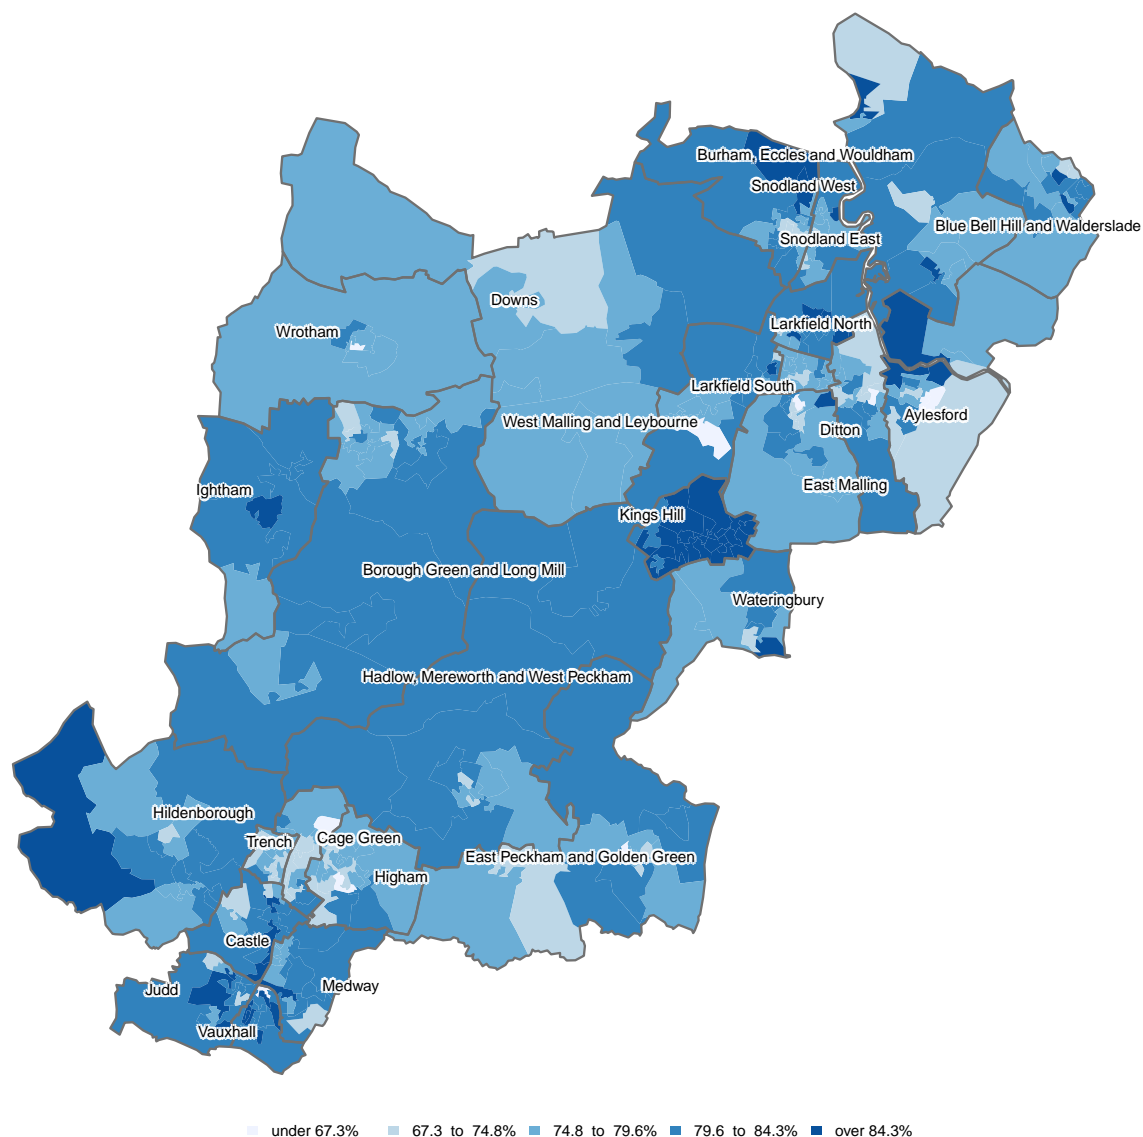 Burham, Eccles and Wouldham
Snodland West
Blue Bell Hill and Walderslade
Snodland East
Downs
Larkfield North
Wrotham
Larkfield South
Aylesford
West Malling and Leybourne
Ditton
East Malling
Ightham
Kings Hill
Borough Green and Long Mill
Wateringbury
Hadlow, Mereworth and West Peckham
Hildenborough
Trench
Cage Green
East Peckham and Golden Green
Higham
Castle
Medway
Judd
Vauxhall
under 67.3% 67.3 to 74.8% 74.8 to 79.6% 79.6 to 84.3% over 84.3%